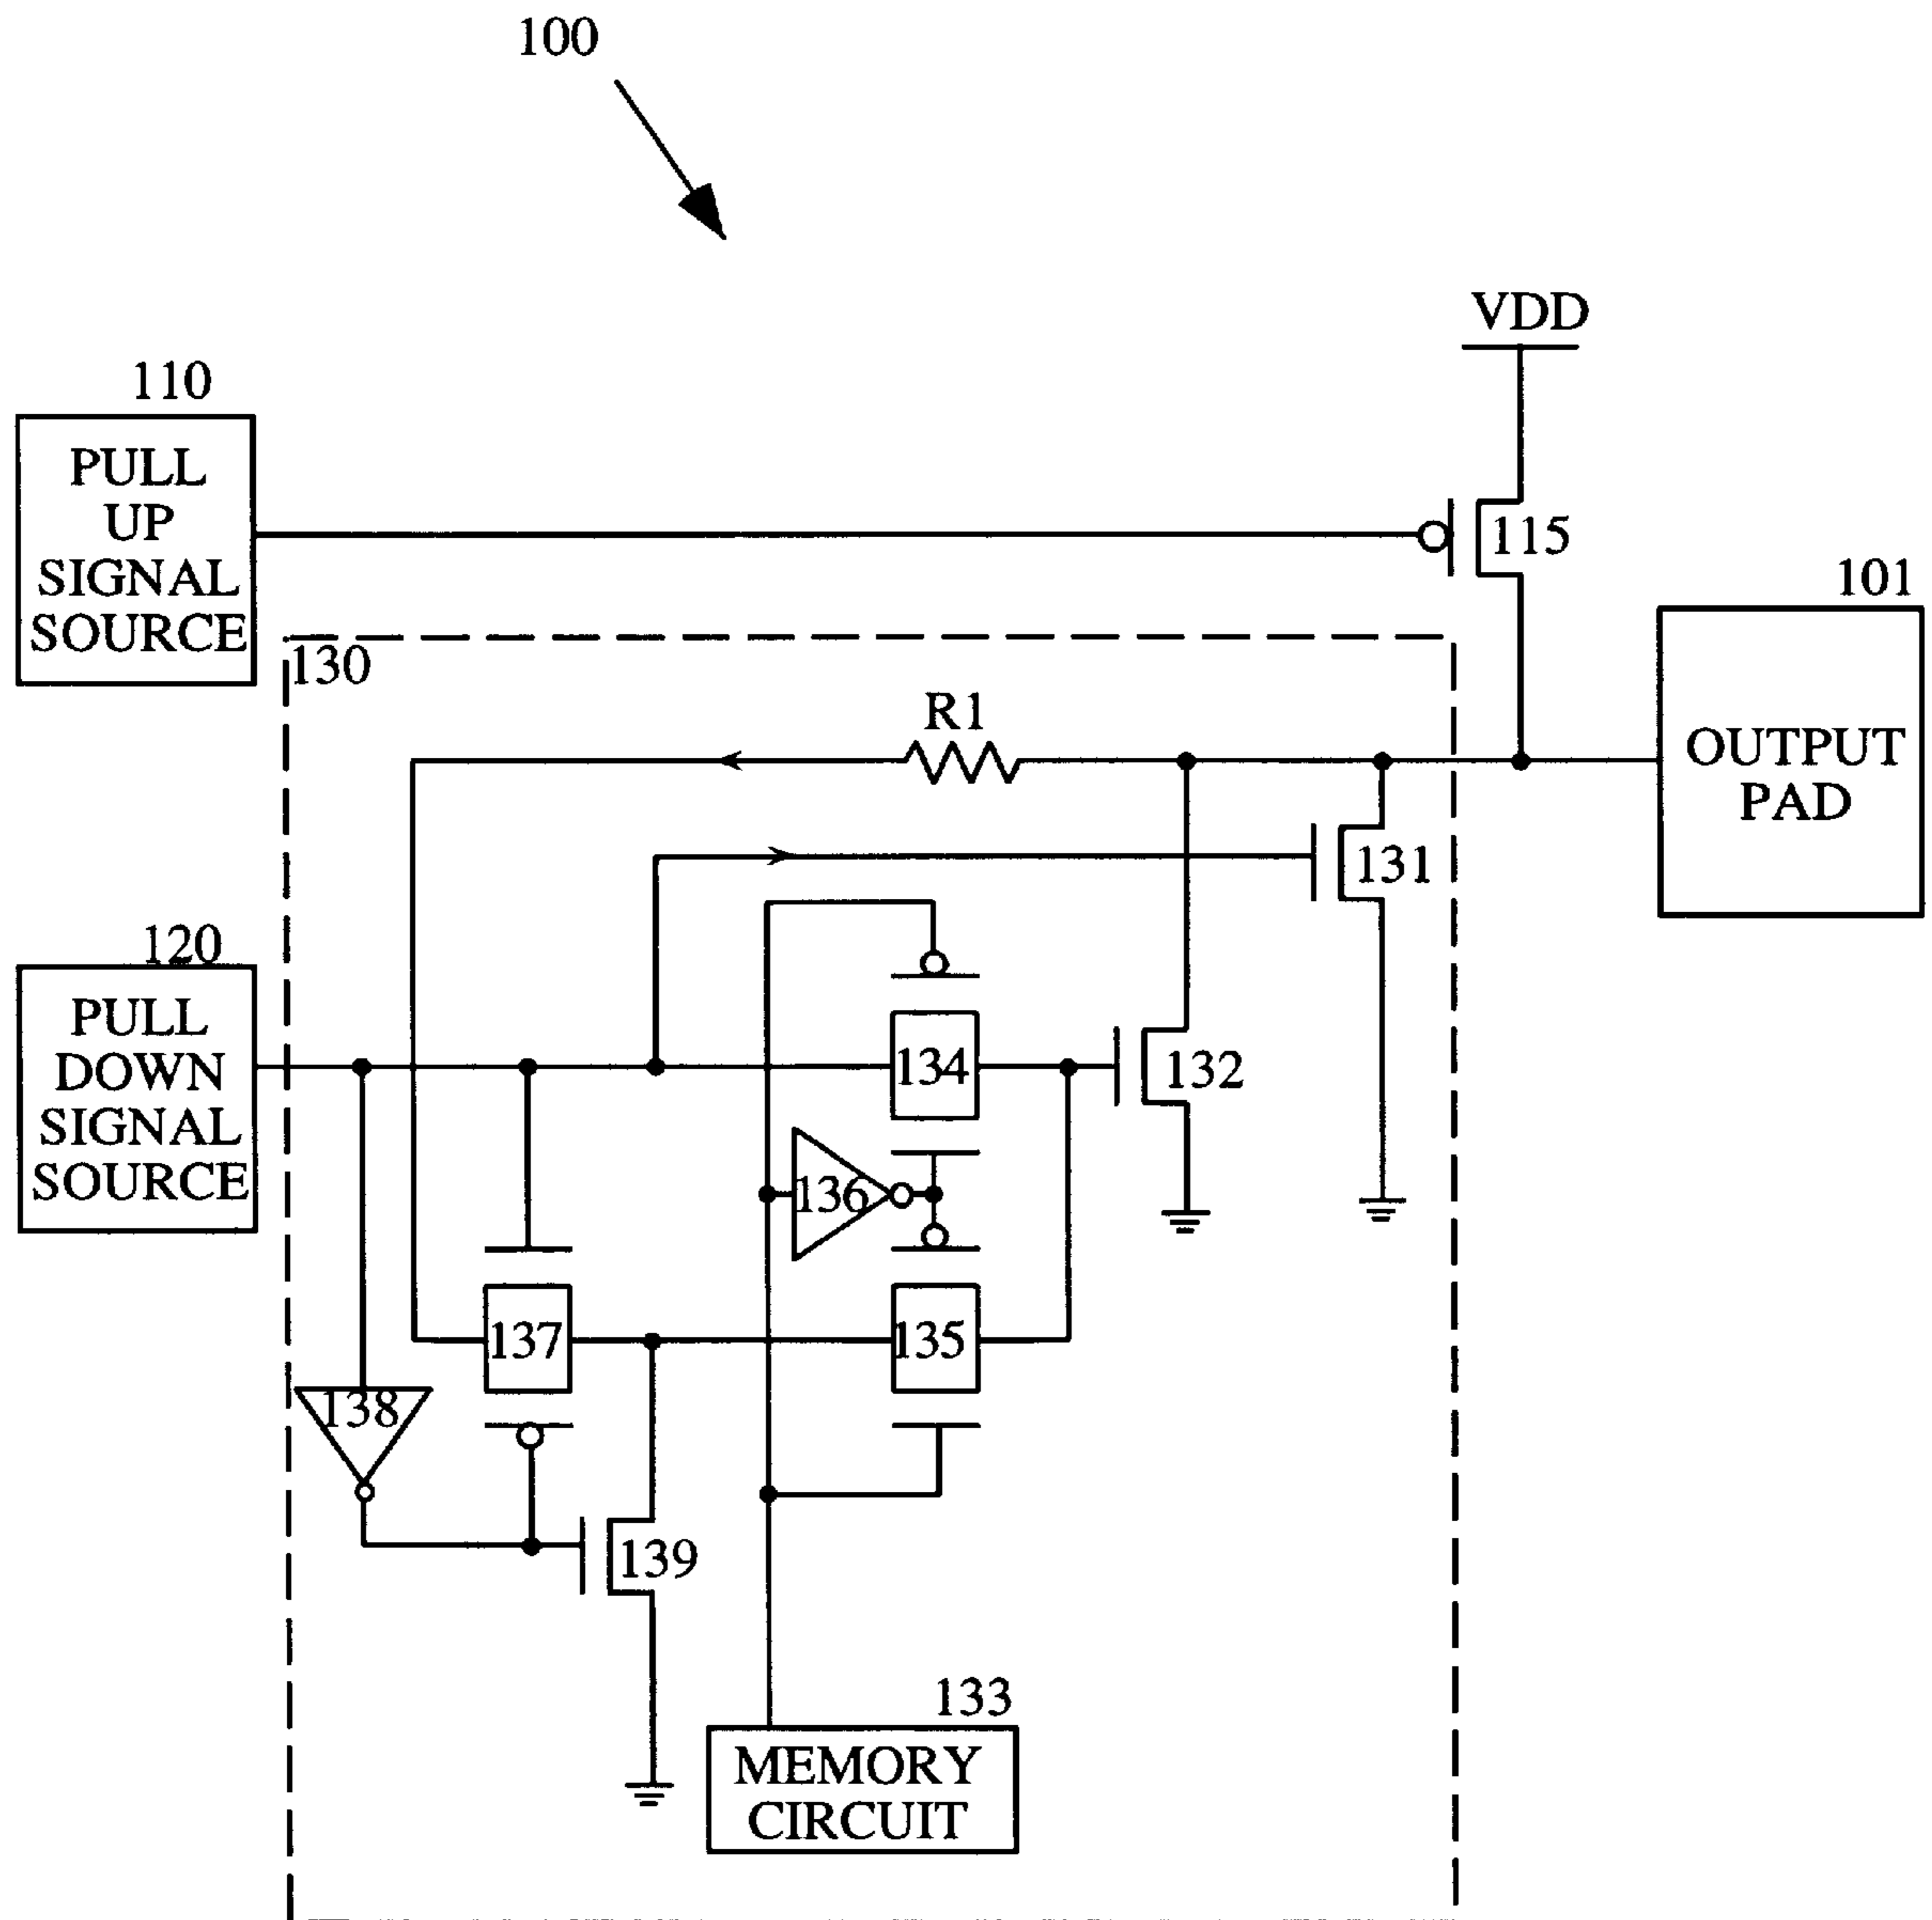 100
VDD
110
PULL
UP
SIGNAL
SOURCE
115
101
OUTPUT
PAD
130
R1
131
120
PULL
DOWN
SIGNAL
SOURCE
134
132
136
137
135
138
139
133
MEMORY
CIRCUIT